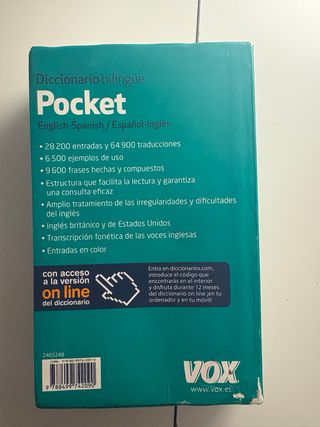 Diccionario bilingüe
Pocket
English-Spanish / Español-Inglés
• 28 200 entradas y 64 900 traducciones
• 6 500 ejemplos de uso
• 9 600 frases hechas y compuestos
• Estructura que facilita la lectura y garantiza
una consulta eficaz
• Amplio tratamiento de las irregularidades y dificultades
del inglés
• Inglés británico y de Estados Unidos
• Transcripción fonética de las voces inglesas
• Entradas en color
con acceso
a la versión
on line
del diccionario
Entra en diccionarios.com,
introduce el código que
encontrarás en el interior
y disfruta durante 12 meses
del diccionario on line ¡en tu
ordenador y en tu móvil!
2405248
9 788499 742090
VOX
www.vox.es